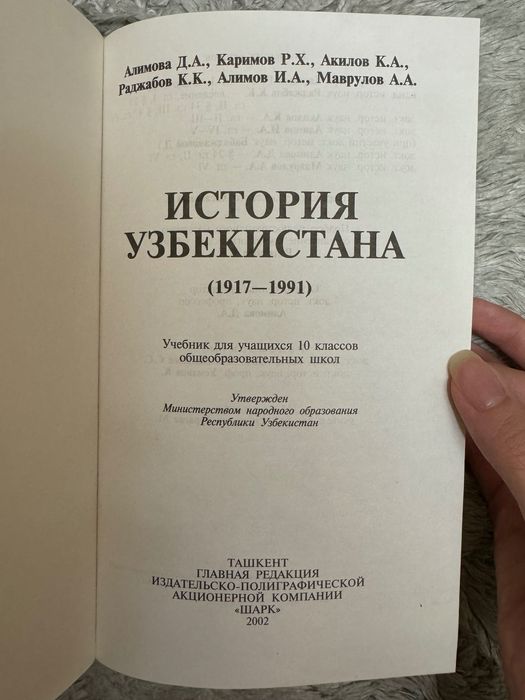 Алимова Д.А., Каримов Р.Х., Акилов К.А.,
Раджабов К.К., Алимов И.А., Маврулов А.А.
ИСТОРИЯ
УЗБЕКИСТАНА
(1917—1991)
Учебник для учащихся 10 классов
общеобразовательных школ
Утвержден
Министерством народного образования
Республики Узбекистан
ТАШКЕНТ
ГЛАВНАЯ РЕДАКЦИЯ
ИЗДАТЕЛЬСКО-ПОЛИГРАФИЧЕСКОЙ
АКЦИОНЕРНОЙ КОМПАНИИ
«ШАРК»
2002